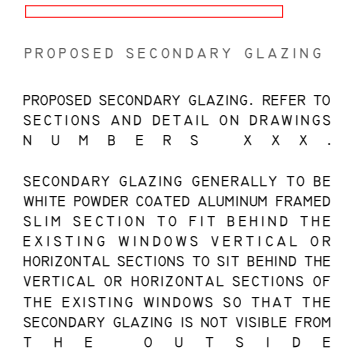 PROPOSED SECONDARY GLAZING
PROPOSED SECONDARY GLAZING. REFER TO
SECTIONS AND DETAIL ON DRAWINGS
NUMBERS XXX.
SECONDARY GLAZING GENERALLY TO BE
WHITE POWDER COATED ALUMINUM FRAMED
SLIM SECTION TO FIT BEHIND THE
EXISTING WINDOWS VERTICAL OR
HORIZONTAL SECTIONS TO SIT BEHIND THE
VERTICAL OR HORIZONTAL SECTIONS OF
THE EXISTING WINDOWS SO THAT THE
SECONDARY GLAZING IS NOT VISIBLE FROM
THE OUTSIDE